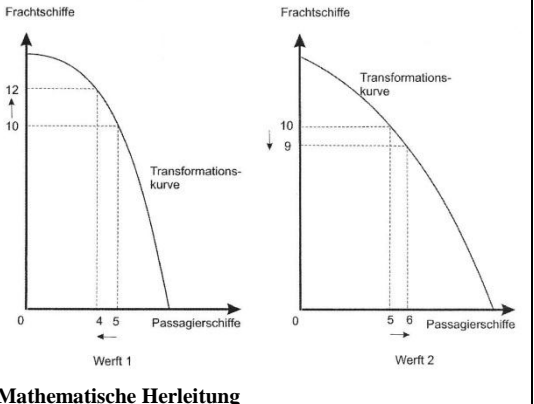 Frachtschiffe
12
10
Transformations-
kurve
0
4 5
Passagierschiffe
Werft 1
Frachtschiffe
Transformations-
kurve
10
9
0
5 6
Passagierschiffe
Werft 2
Mathematische Herleitung